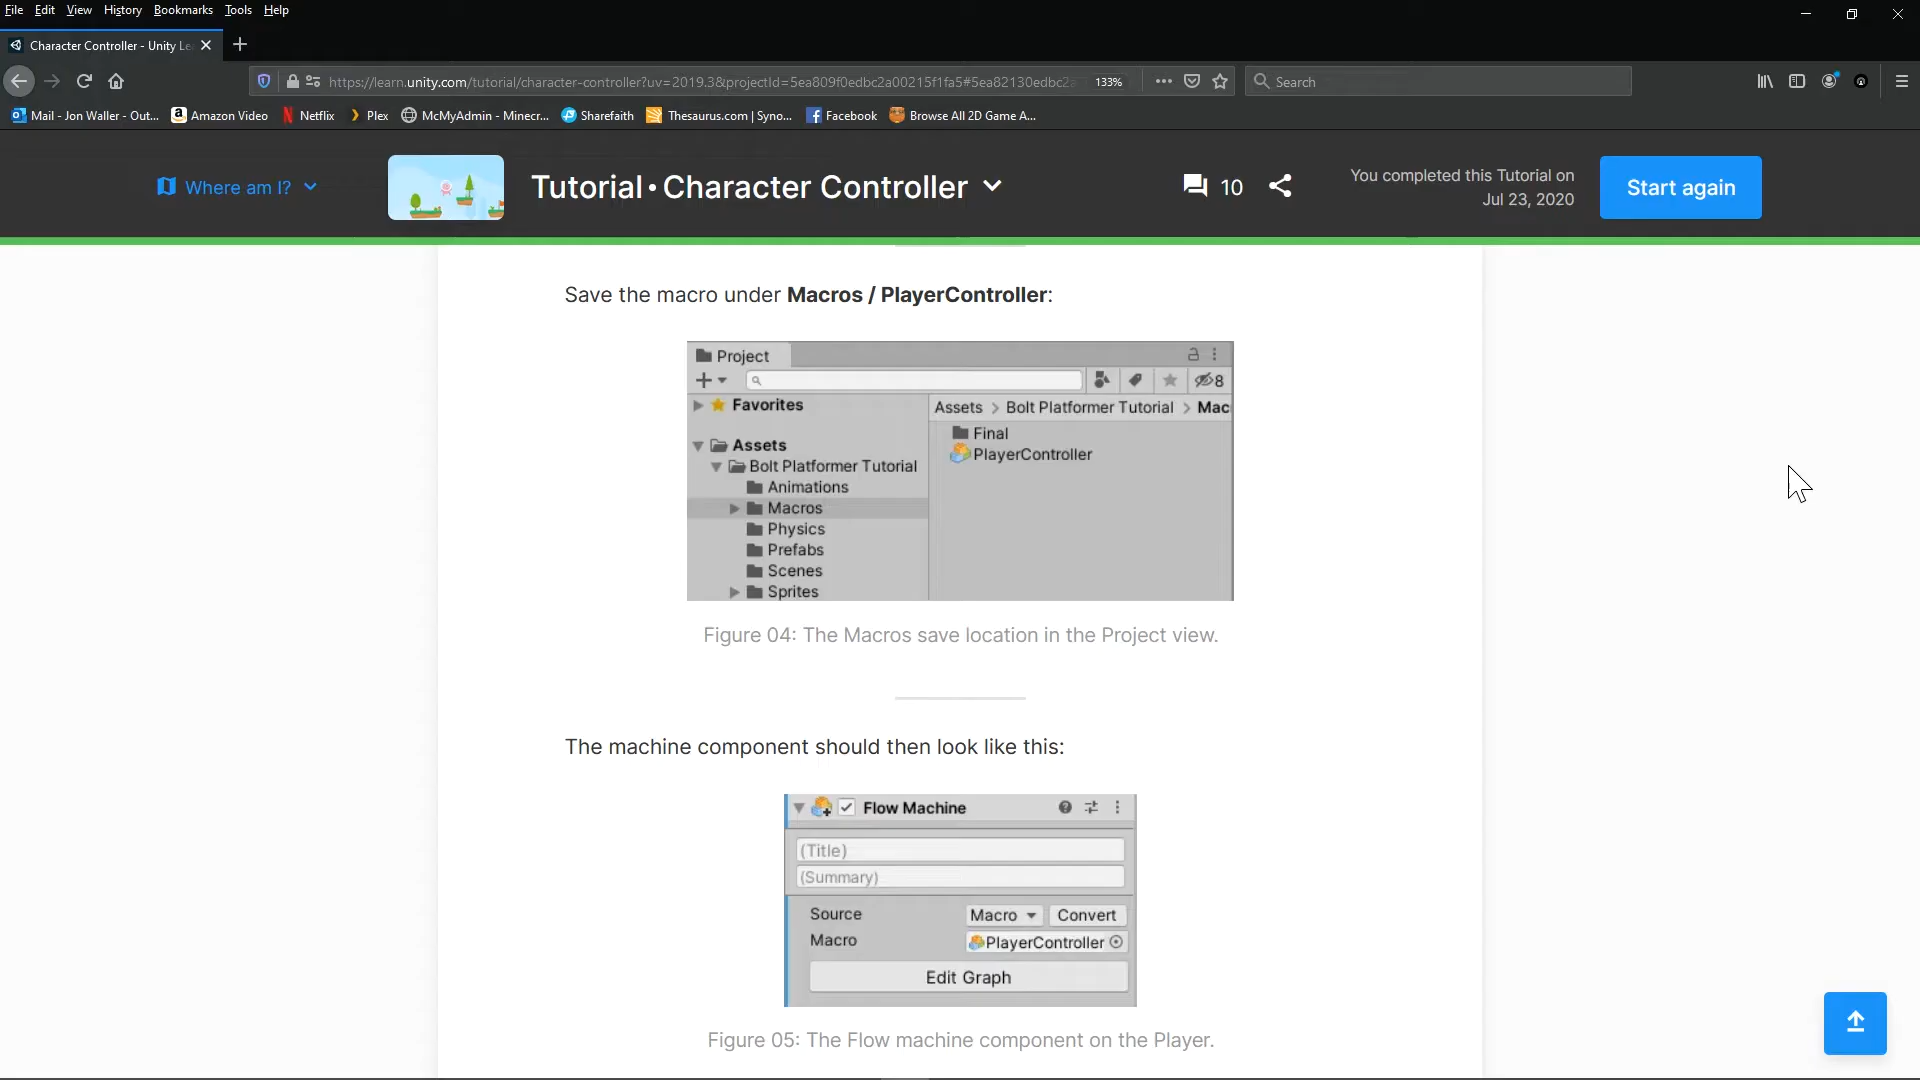 File Edit View History Bookmarks Tools Help
Character Controller - Unity Le
https://learn.unity.com/tutorial/character-controller?uv=2019.3&projectId=5ea809f0edbc2a00215f1fa5#5ea82130edbc2a
133%
Search
Mail - Jon Waller - Out... Amazon Video Netflix Plex McMyAdmin - Minecr... Sharefaith Thesaurus.com | Syno... Facebook Browse All 2D Game A...
Where am I?
Tutorial • Character Controller
10
You completed this Tutorial on
Jul 23, 2020
Start again
Save the macro under Macros / PlayerController:
Project
8
Favorites
Assets
Bolt Platformer Tutorial
Animations
Macros
Physics
Prefabs
Scenes
Sprites
Assets > Bolt Platformer Tutorial > Mac
Final
PlayerController
Figure 04: The Macros save location in the Project view.
The machine component should then look like this:
Flow Machine
(Title)
(Summary)
Source Macro Convert
Macro PlayerController
Edit Graph
Figure 05: The Flow machine component on the Player.